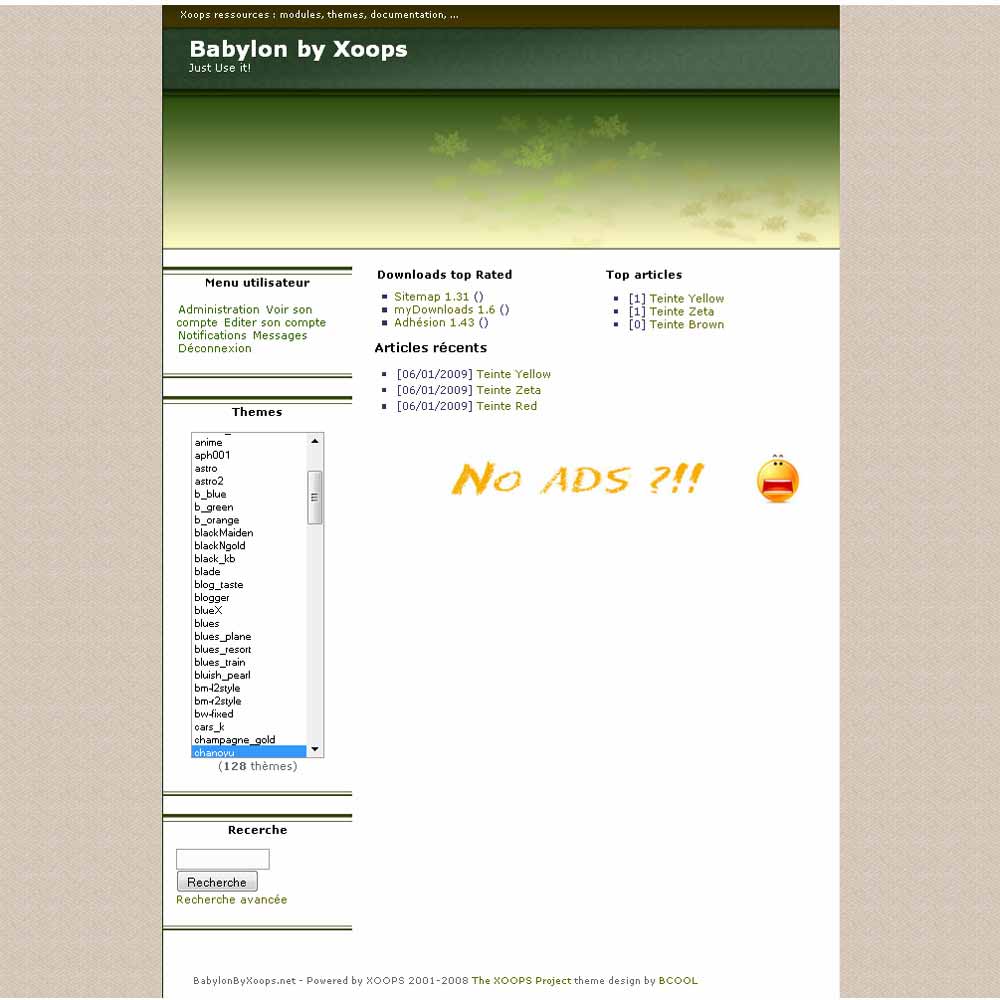 Xoops ressources : modules, themes, documentation, ...
Babylon by Xoops
Just Use it!
Menu utilisateur
Administration Voir son
compte Editer son compte
Notifications Messages
Déconnexion
Downloads top Rated
Sitemap 1.31 ()
myDownloads 1.6 ()
Adhésion 1.43 ()
Top articles
[1] Teinte Yellow
[1] Teinte Zeta
[0] Teinte Brown
Articles récents
[06/01/2009] Teinte Yellow
[06/01/2009] Teinte Zeta
[06/01/2009] Teinte Red
No ADS ?!!
Themes
anime
aph001
astro
astro2
b_blue
b_green
b_orange
blackMaiden
blackNgold
black_kb
blade
blog_taste
blogger
blueX
blues
blues_plane
blues_resort
blues_train
bluish_pearl
bm-l2style
bm-r2style
bw-fixed
cars_k
champagne_gold
chanoyu
(128 thèmes)
Recerche
Recherche
Recherche avancée
BabylonByXoops.net - Powered by XOOPS 2001-2008 The XOOPS Project theme design by BCOOL